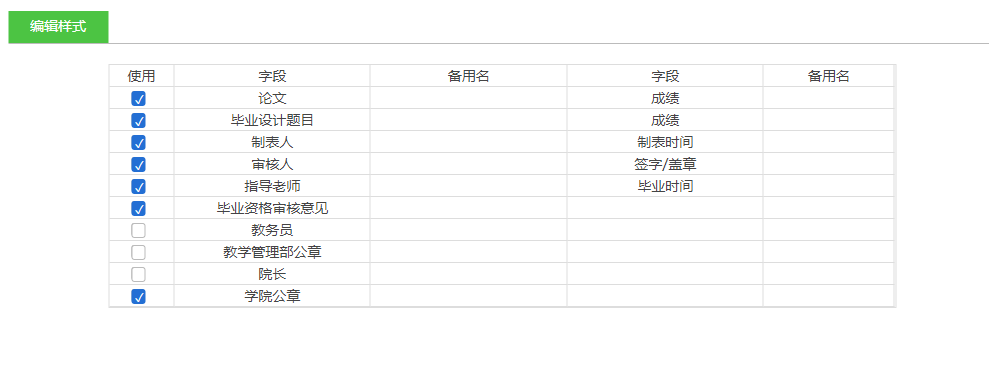 编辑样式
使用 字段 备用名 字段 备用名
论文 成绩
毕业设计题目 成绩
制表人 制表时间
审核人 签字/盖章
指导老师 毕业时间
毕业资格审核意见
教务员
教学管理部公章
院长
学院公章